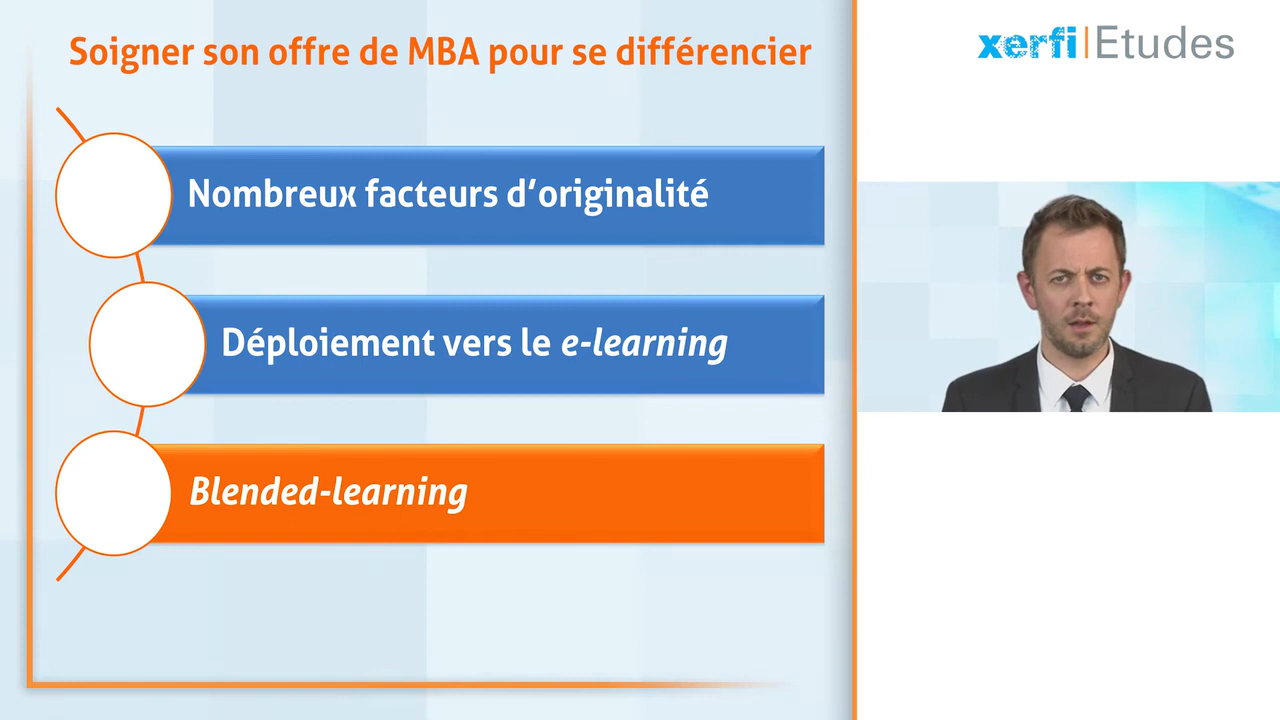 Soigner son offre de MBA pour se différencier
xerfi Etudes
Nombreux facteurs d’originalité
Déploiement vers le e-learning
Blended-learning